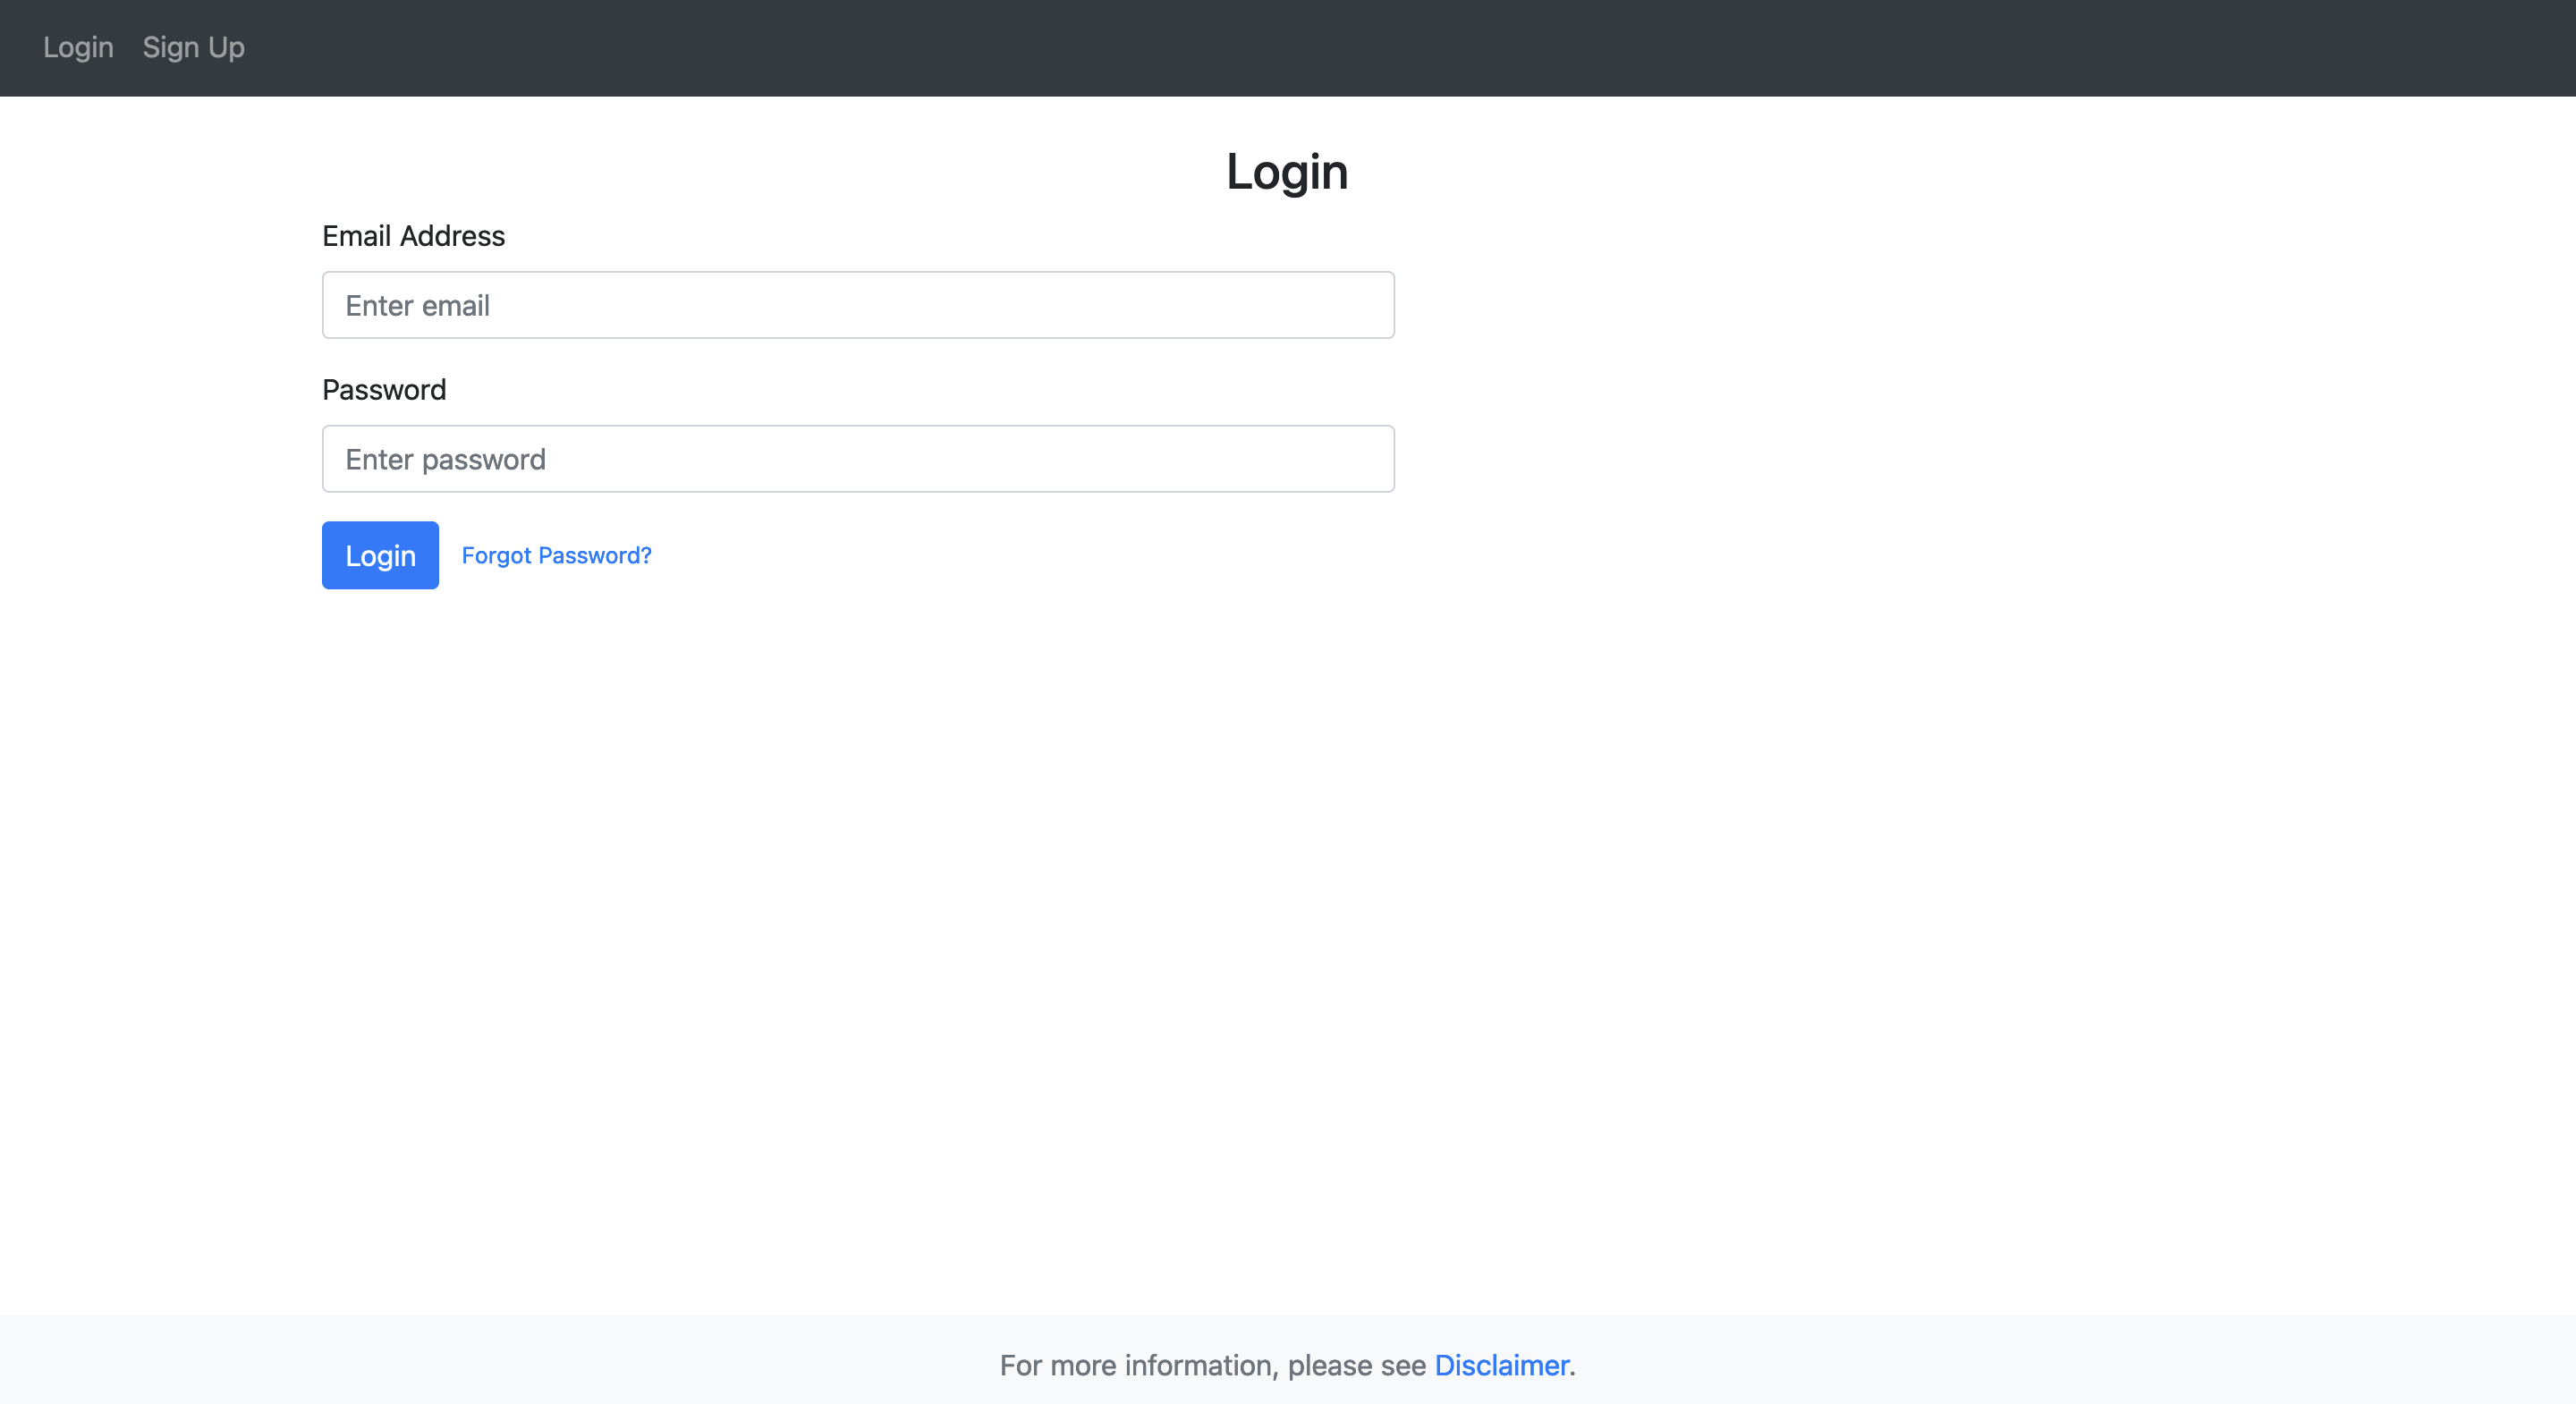 Login Sign Up
Login
Email Address
Enter email
Password
Enter password
Login Forgot Password?
For more information, please see Disclaimer.